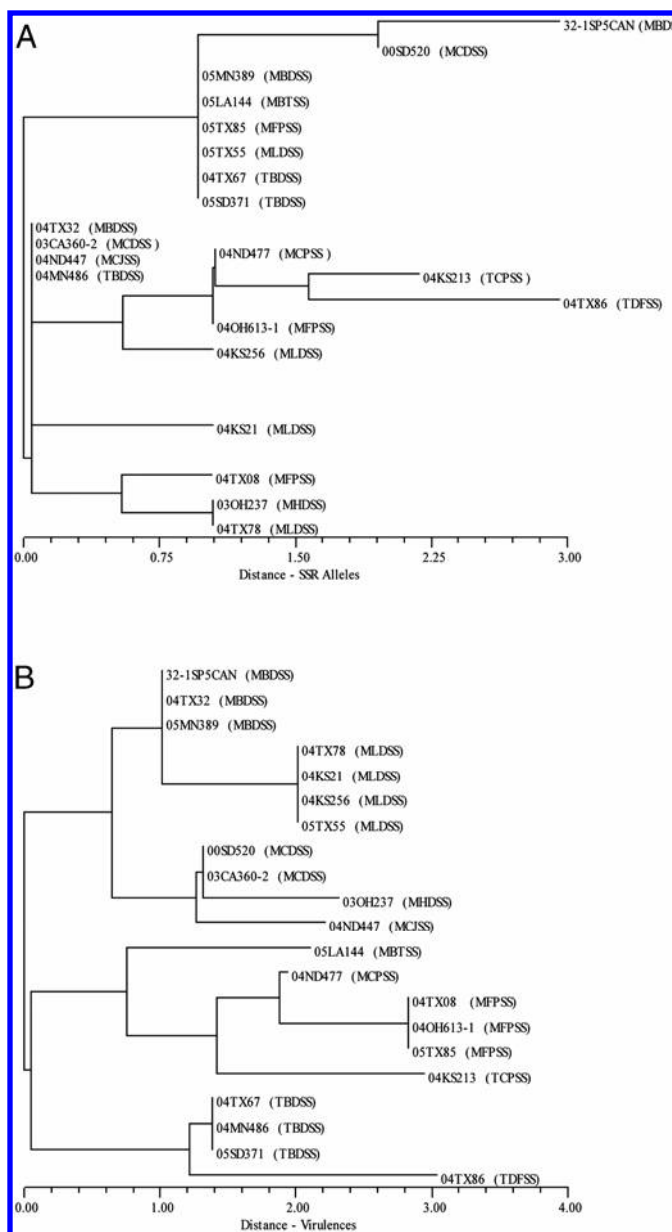 A
32-1SP5CAN (MBD
00SD520 (MCDSS)
05MN389 (MBDSS)
05LA144 (MBTSS)
05TX85 (MFPSS)
05TX55 (MLDSS)
04TX67 (TBDSS)
05SD371 (TBDSS)
04TX32 (MBDSS)
03CA360-2 (MCDSS )
04ND447 (MCJSS)
04MN486 (TBDSS)
04ND477 (MCPSS )
04KS213 (TCPSS )
04TX86 (TDFSS)
04OH613-1 (MFPSS)
04KS256 (MLDSS)
04KS21 (MLDSS)
04TX08 (MFPSS)
03OH237 (MHDSS)
04TX78 (MLDSS)
0.00 0.75 1.50 2.25 3.00
Distance - SSR Alleles
B
32-1SP5CAN (MBDSS)
04TX32 (MBDSS)
05MN389 (MBDSS)
04TX78 (MLDSS)
04KS21 (MLDSS)
04KS256 (MLDSS)
05TX55 (MLDSS)
00SD520 (MCDSS)
03CA360-2 (MCDSS)
03OH237 (MHDSS)
04ND447 (MCJSS)
05LA144 (MBTSS)
04ND477 (MCPSS)
04TX08 (MFPSS)
04OH613-1 (MFPSS)
05TX85 (MFPSS)
04KS213 (TCPSS)
04TX67 (TBDSS)
04MN486 (TBDSS)
05SD371 (TBDSS)
04TX86 (TDFSS)
0.00 1.00 2.00 3.00 4.00
Distance - Virulences